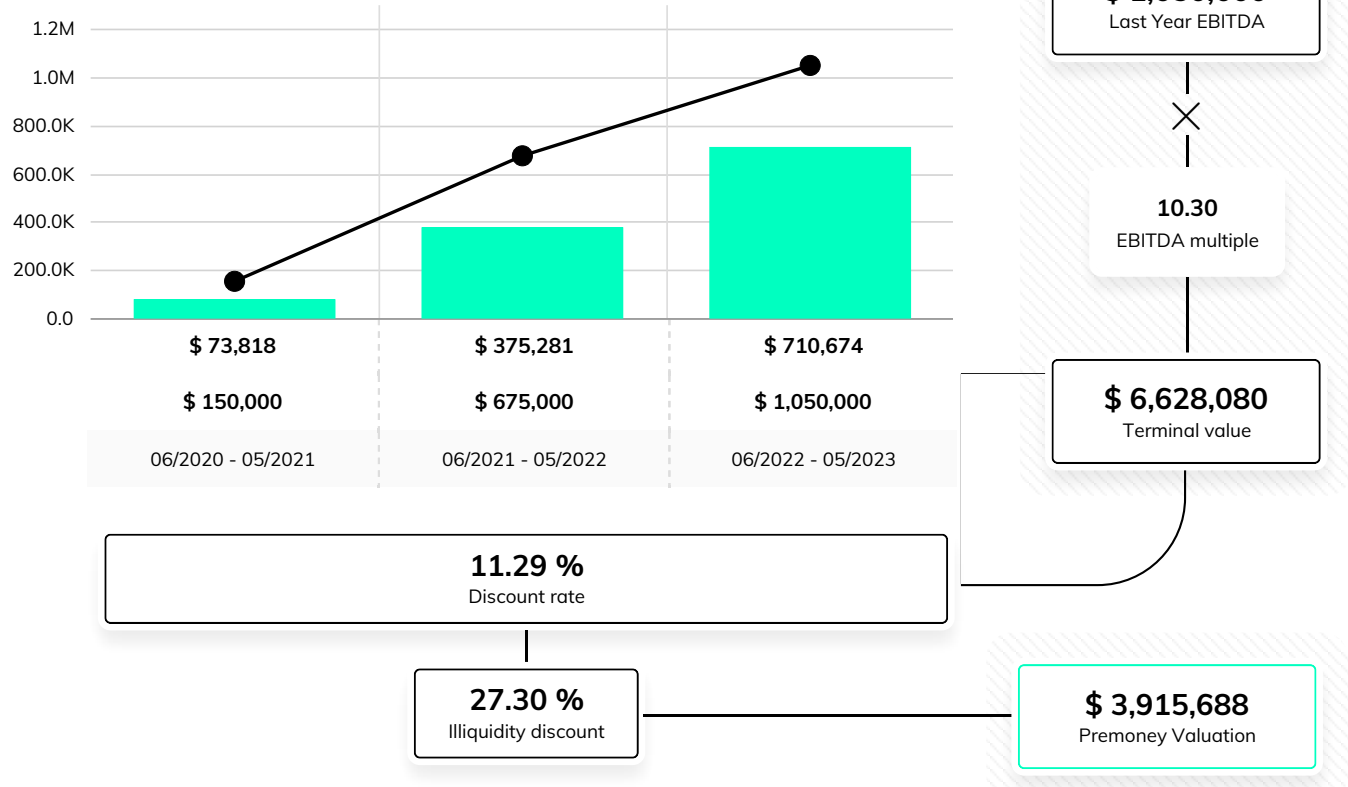 1.2M
1.0M
800.0K
600.0K
400.0K
200.0K
0.0
$ 73,818 $ 375,281 $ 710,674
$ 150,000 $ 675,000 $ 1,050,000
06/2020 - 05/2021 06/2021 - 05/2022 06/2022 - 05/2023
Last Year EBITDA
10.30
EBITDA multiple
$ 6,628,080
Terminal value
11.29 %
Discount rate
27.30 %
Illiquidity discount
$ 3,915,688
Premoney Valuation